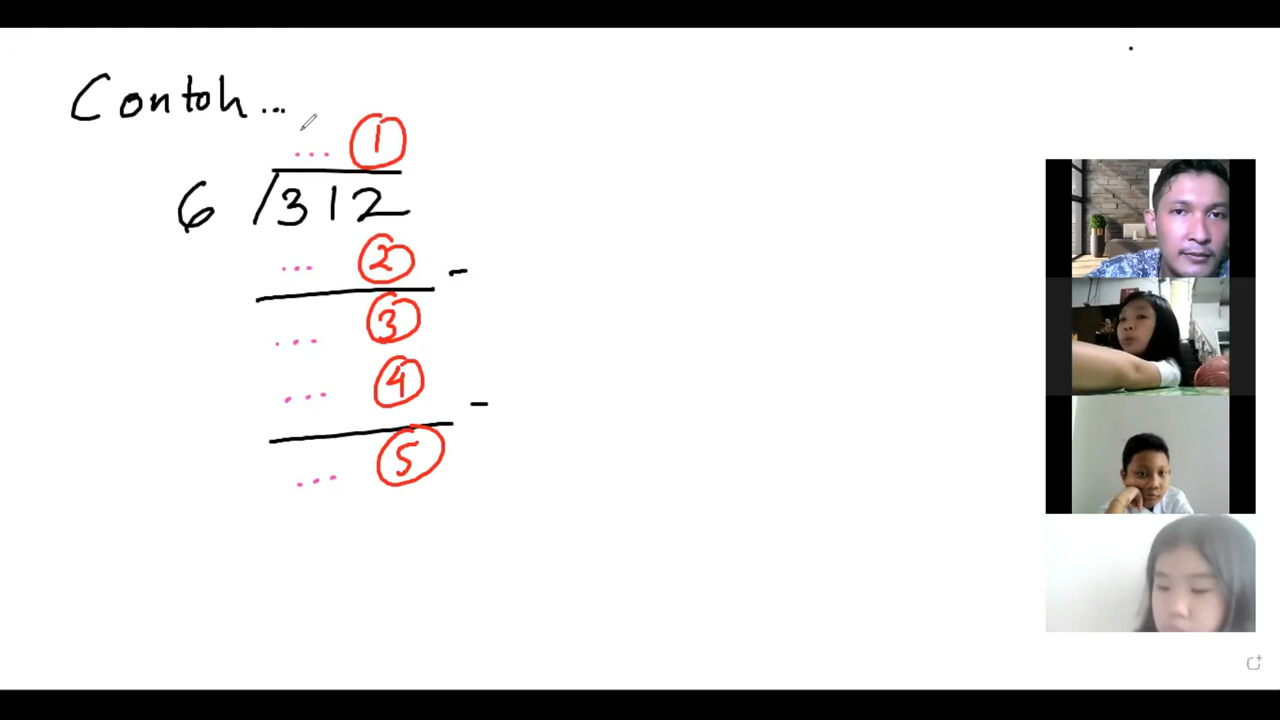 Contoh...
... ①
6 /312
... ② -
... ③
... ④ -
... ⑤